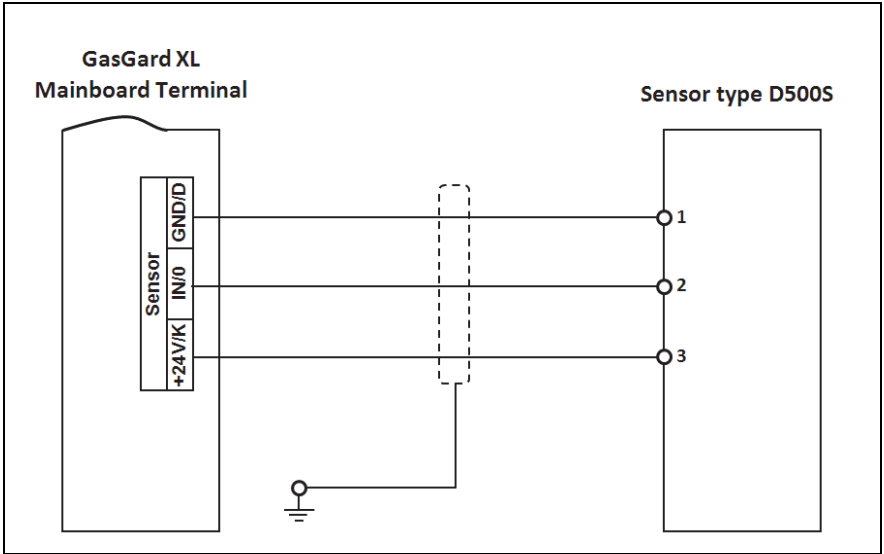 GasGard XL
Mainboard Terminal
Sensor type D500S
Sensor
GND/D
IN/0
+24V/K
1
2
3